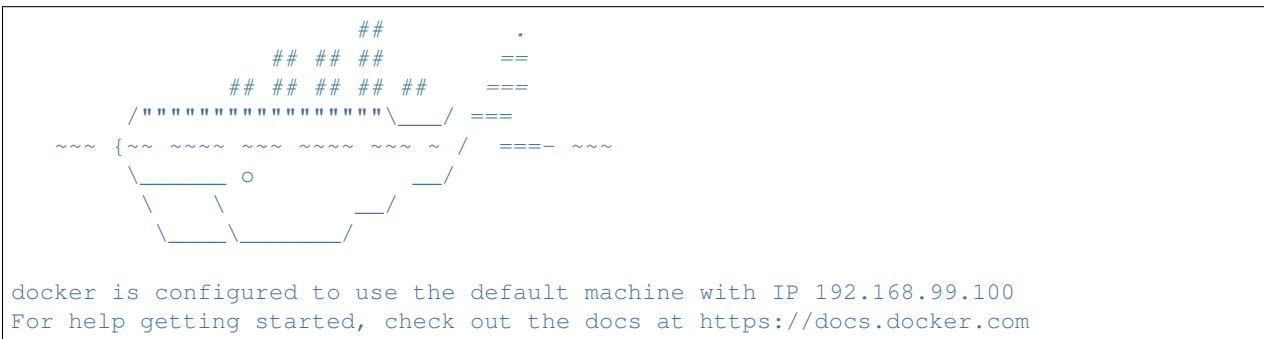 ##         .
                  ## ## ##        ==
               ## ## ## ## ##    ===
        /"""""""""""""""""\___/ ===
   ~~~ {~~ ~~~~ ~~~ ~~~~ ~~~ ~ /  ===- ~~~
        \______ o           __/
         \    \         __/
          \____\_______/

docker is configured to use the default machine with IP 192.168.99.100
For help getting started, check out the docs at https://docs.docker.com